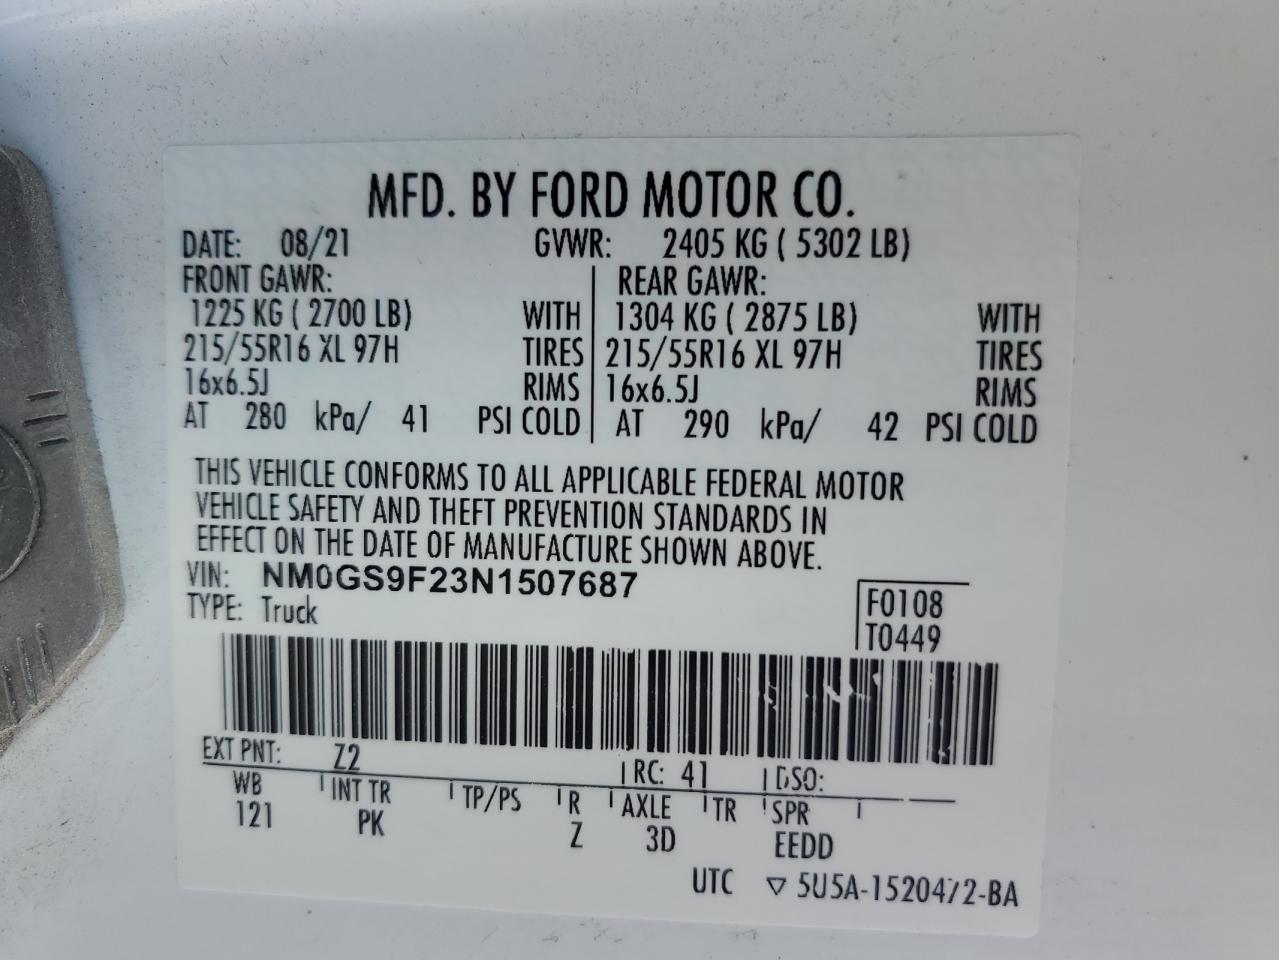 MFD. BY FORD MOTOR CO.
DATE: 08/21 GVWR: 2405 KG ( 5302 LB)
FRONT GAWR: REAR GAWR:
1225 KG ( 2700 LB) WITH 1304 KG ( 2875 LB) WITH
215/55R16 XL 97H TIRES 215/55R16 XL 97H TIRES
16x6.5J RIMS 16x6.5J RIMS
AT 280 kPa/ 41 PSI COLD AT 290 kPa/ 42 PSI COLD
THIS VEHICLE CONFORMS TO ALL APPLICABLE FEDERAL MOTOR
VEHICLE SAFETY AND THEFT PREVENTION STANDARDS IN
EFFECT ON THE DATE OF MANUFACTURE SHOWN ABOVE.
VIN: NM0GS9F23N1507687
TYPE: Truck
F0108
T0449
EXT PNT: Z2 RC: 41 DSO:
WB INT TR TP/PS R AXLE TR SPR
121 PK Z 3D EEDD
UTC ▽ 5U5A-1520472-BA